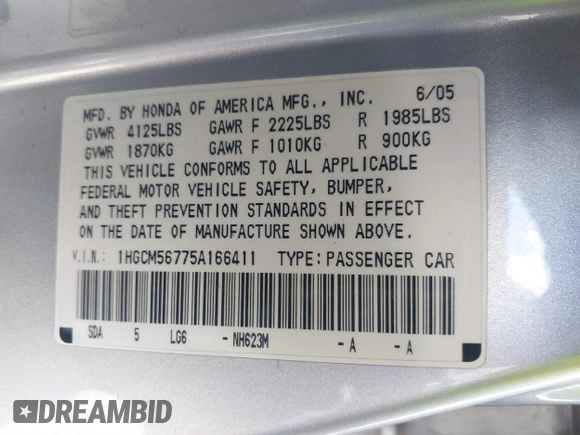 MFD. BY HONDA OF AMERICA MFG., INC. 6/05
GVWR 4125LBS GAWR F 2225LBS R 1985LBS
GVWR 1870KG GAWR F 1010KG R 900KG
THIS VEHICLE CONFORMS TO ALL APPLICABLE
FEDERAL MOTOR VEHICLE SAFETY, BUMPER,
AND THEFT PREVENTION STANDARDS IN EFFECT
ON THE DATE OF MANUFACTURE SHOWN ABOVE.
V.I.N.: 1HGCM56775A166411 TYPE: PASSENGER CAR
SDA 5 LG6 - NH623M - A - A
DREAMBID